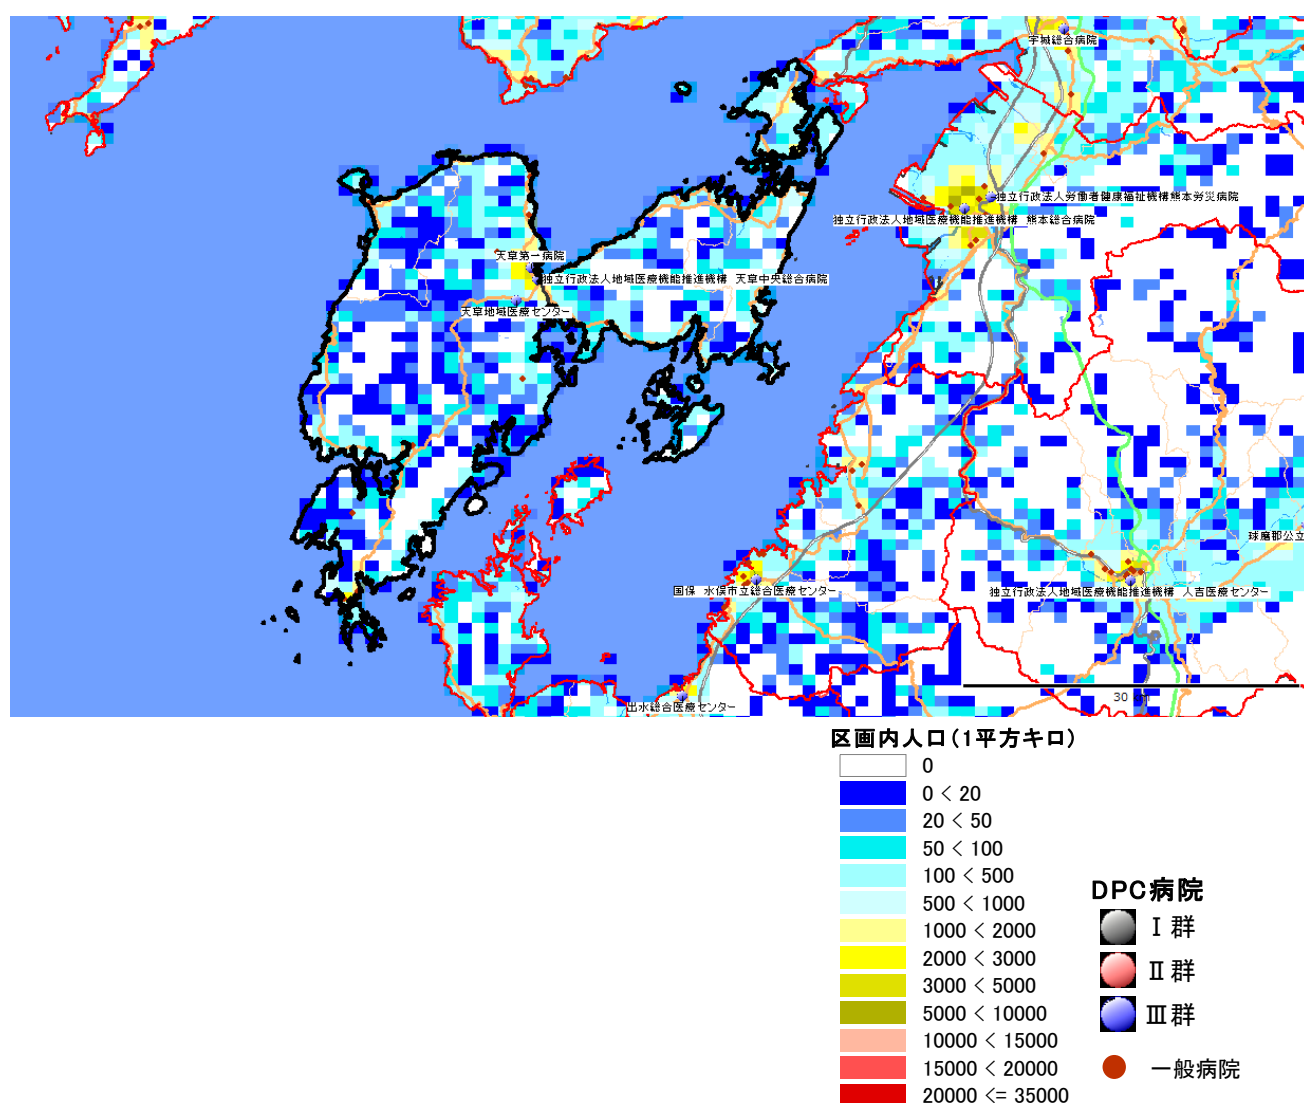 宇城総合病院
独立行政法人労働者健康福祉機構熊本労災病院
独立行政法人地域医療機能推進機構 熊本総合病院
天草第一病院
独立行政法人地域医療機能推進機構 天草中央総合病院
天草地域医療センター
球磨郡公立
国保 水俣市立総合医療センター
独立行政法人地域医療機能推進機構 人吉医療センター
30
出水総合医療センター
区画内人口(1平方キロ)
0
0 < 20
20 < 50
50 < 100
100 < 500
500 < 1000
1000 < 2000
2000 < 3000
3000 < 5000
5000 < 10000
10000 < 15000
15000 < 20000
20000 <= 35000
DPC病院
Ⅰ群
Ⅱ群
Ⅲ群
一般病院